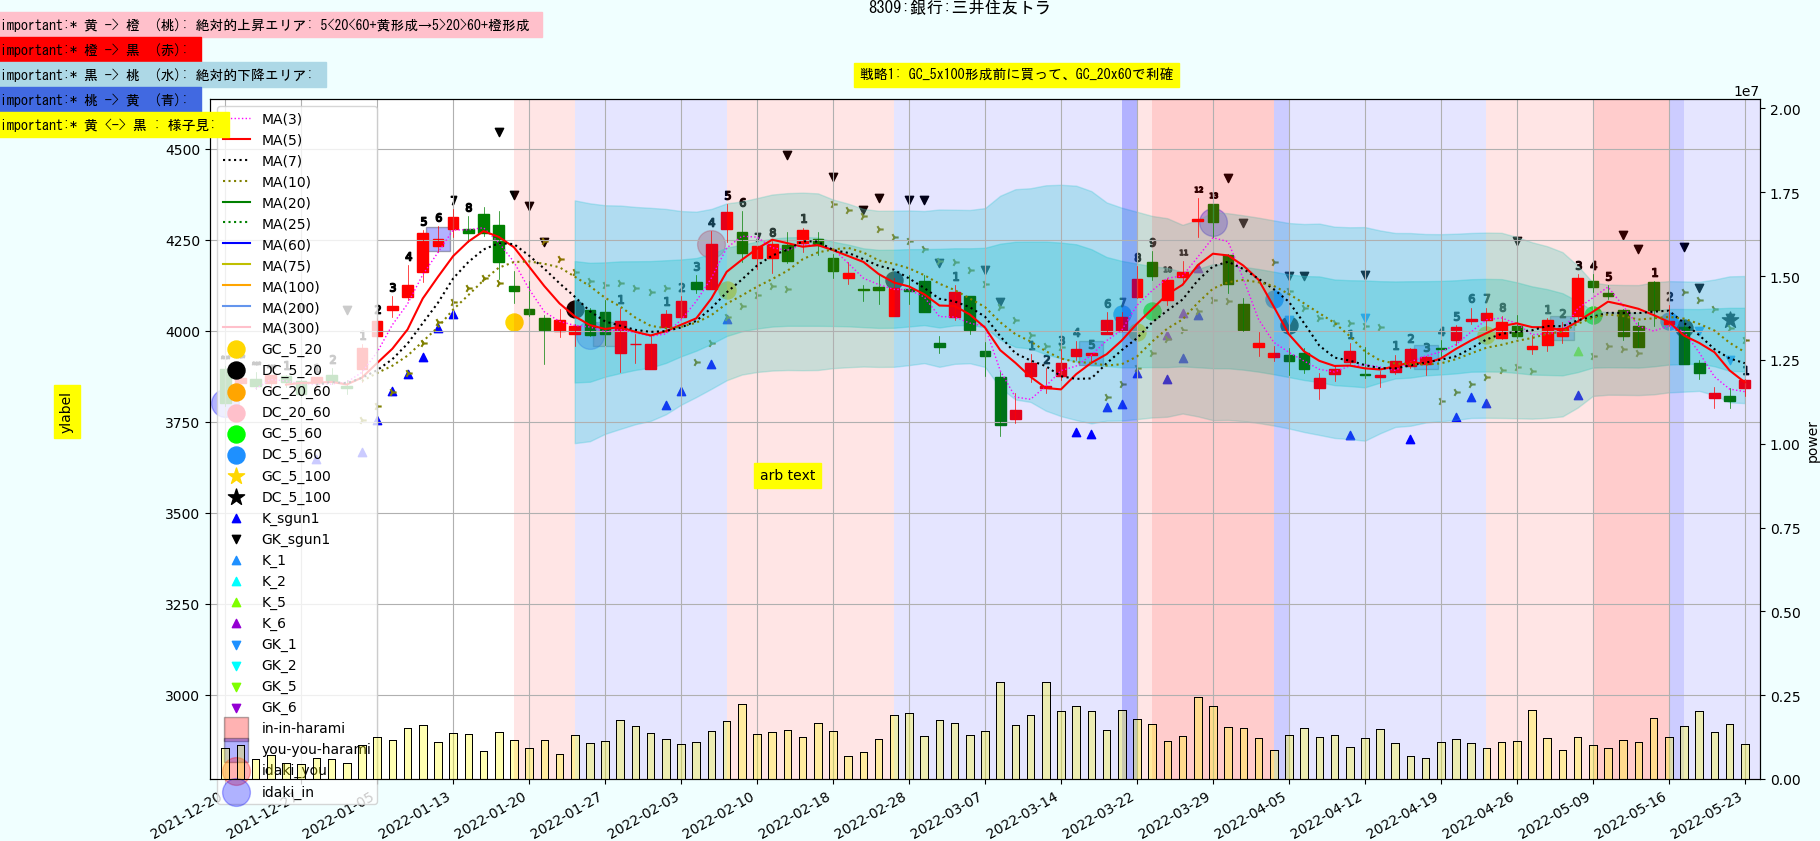 8309:銀行:三井住友トラ
important:* 黄 -> 橙 （桃): 絶対的上昇エリア: 5<20<60+黄形成→5>20>60+橙形成
important:* 橙 -> 黒 （赤):
important:* 黒 -> 桃 （水): 絶対的下降エリア:
戦略1: GC_5x100形成前に買って、GC_20x60で利確
important:* 桃 -> 黄 （青):
important:* 黄 <-> 黒 : 様子見:
1e7
MA(3)
MA(5)
MA(7)
MA(10)
MA(20)
MA(25)
MA(60)
MA(75)
MA(100)
MA(200)
MA(300)
GC_5_20
DC_5_20
GC_20_60
DC_20_60
GC_5_60
DC_5_60
GC_5_100
DC_5_100
K_sgun1
GK_sgun1
K_1
K_2
K_5
K_6
GK_1
GK_2
GK_5
GK_6
in-in-harami
you-you-harami
idaki_you
idaki_in
4500
4250
4000
3750
3500
3250
3000
ylabel
arb text
2.00
1.75
1.50
1.25
1.00
0.75
0.50
0.25
0.00
power
2021-12-20
2021-12-2
2022-01-05
2022-01-13
2022-01-20
2022-01-27
2022-02-03
2022-02-10
2022-02-18
2022-02-28
2022-03-07
2022-03-14
2022-03-22
2022-03-29
2022-04-05
2022-04-12
2022-04-19
2022-04-26
2022-05-09
2022-05-16
2022-05-23